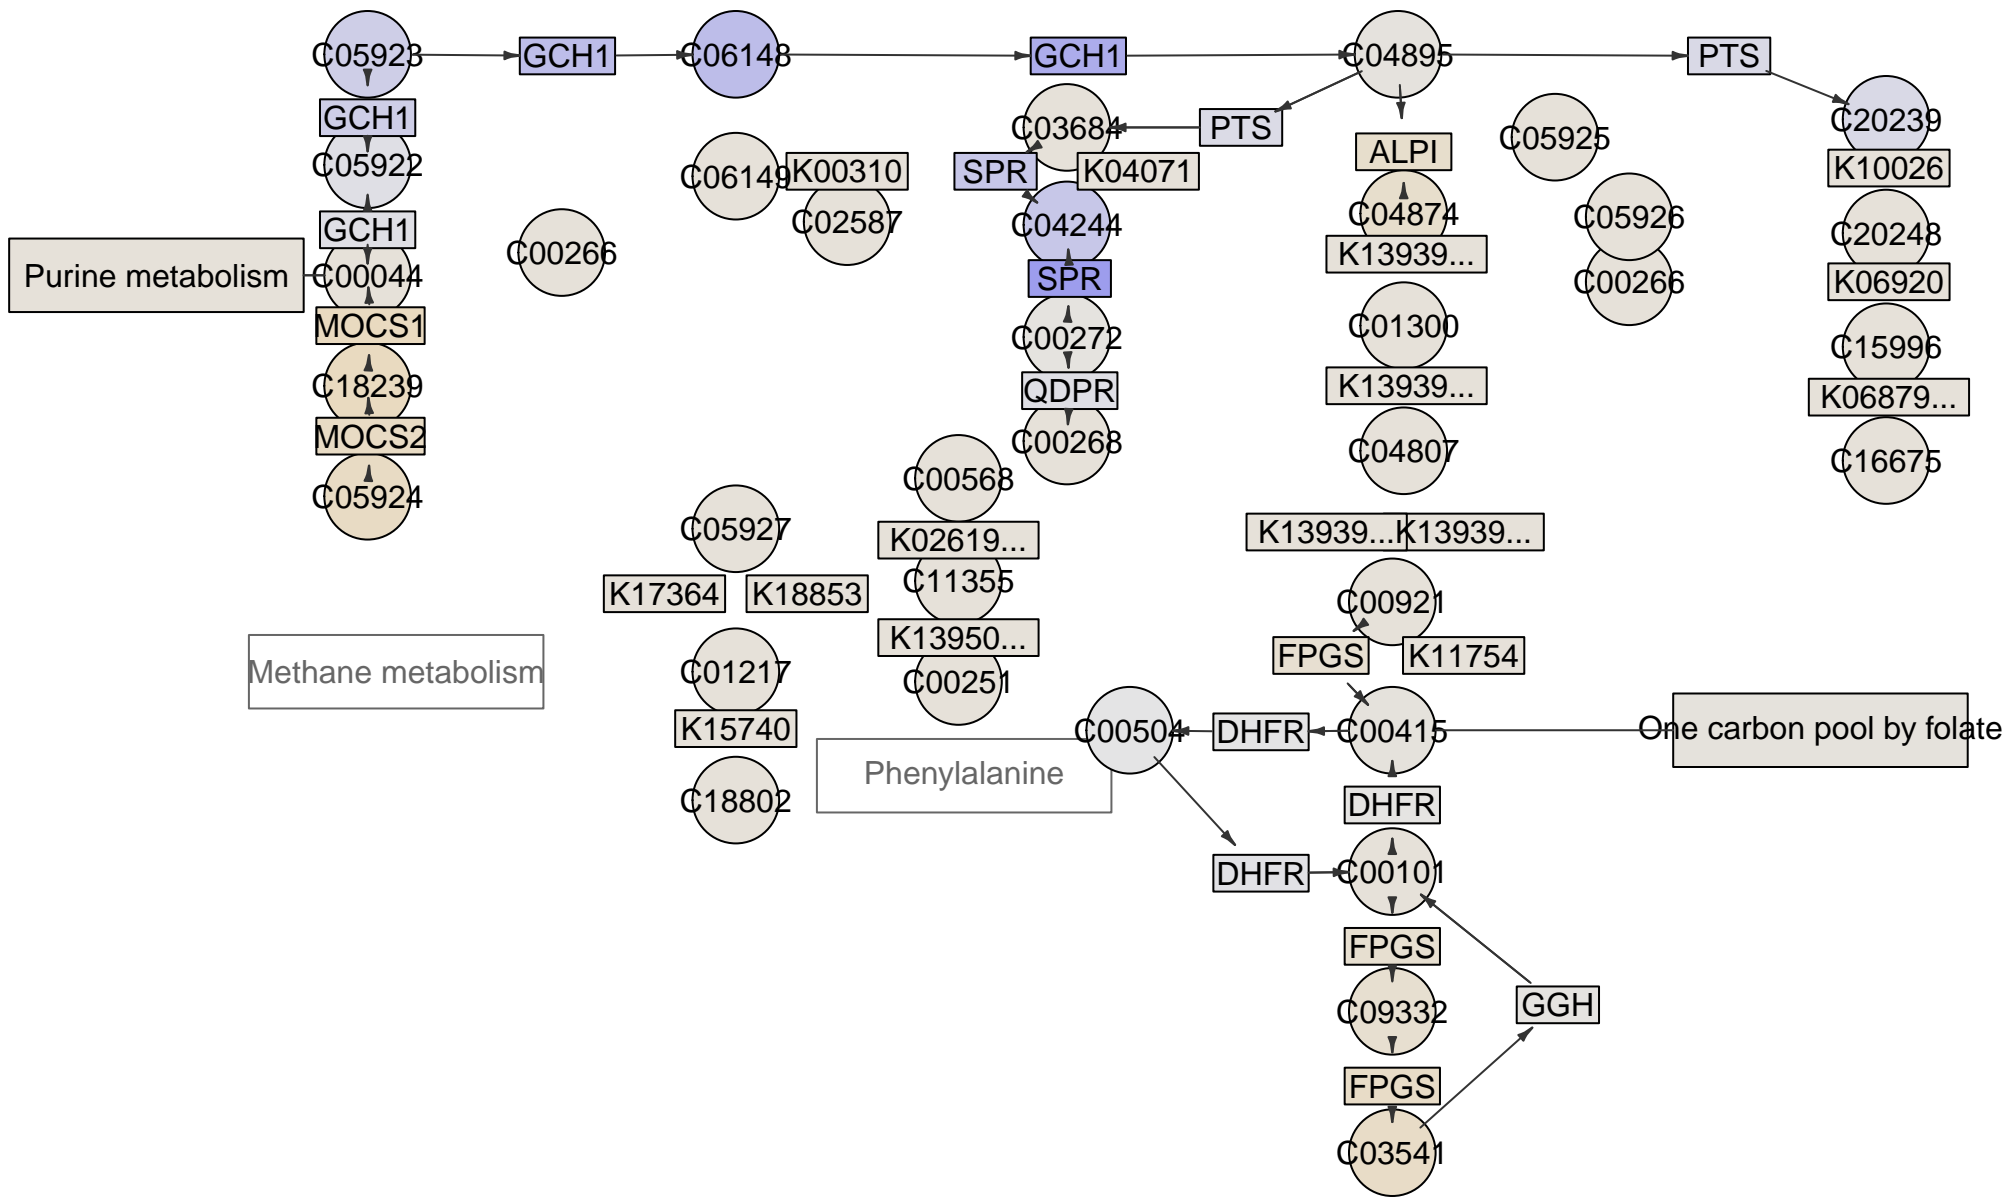 C05923
GCH1
C06148
GCH1
C04895
PTS
GCH1
C03684
PTS
C20239
C05922
C06149
K00310
SPR
K04071
ALPI
C05925
K10026
GCH1
C00266
C02587
C04244
C04874
C05926
C20248
Purine metabolism
C00044
SPR
K13939...
C00266
K06920
MOCS1
C00272
C01300
C15996
C18239
QDPR
K13939...
K06879...
MOCS2
C00268
C04807
C16675
C05924
C00568
C05927
K02619...
K13939...
K13939...
K17364
K18853
C11355
C00921
K13950...
FPGS
K11754
Methane metabolism
C01217
C00251
K15740
C00504
DHFR
C00415
One carbon pool by folate
Phenylalanine
C18802
DHFR
DHFR
C00101
FPGS
C09332
GGH
FPGS
C03541